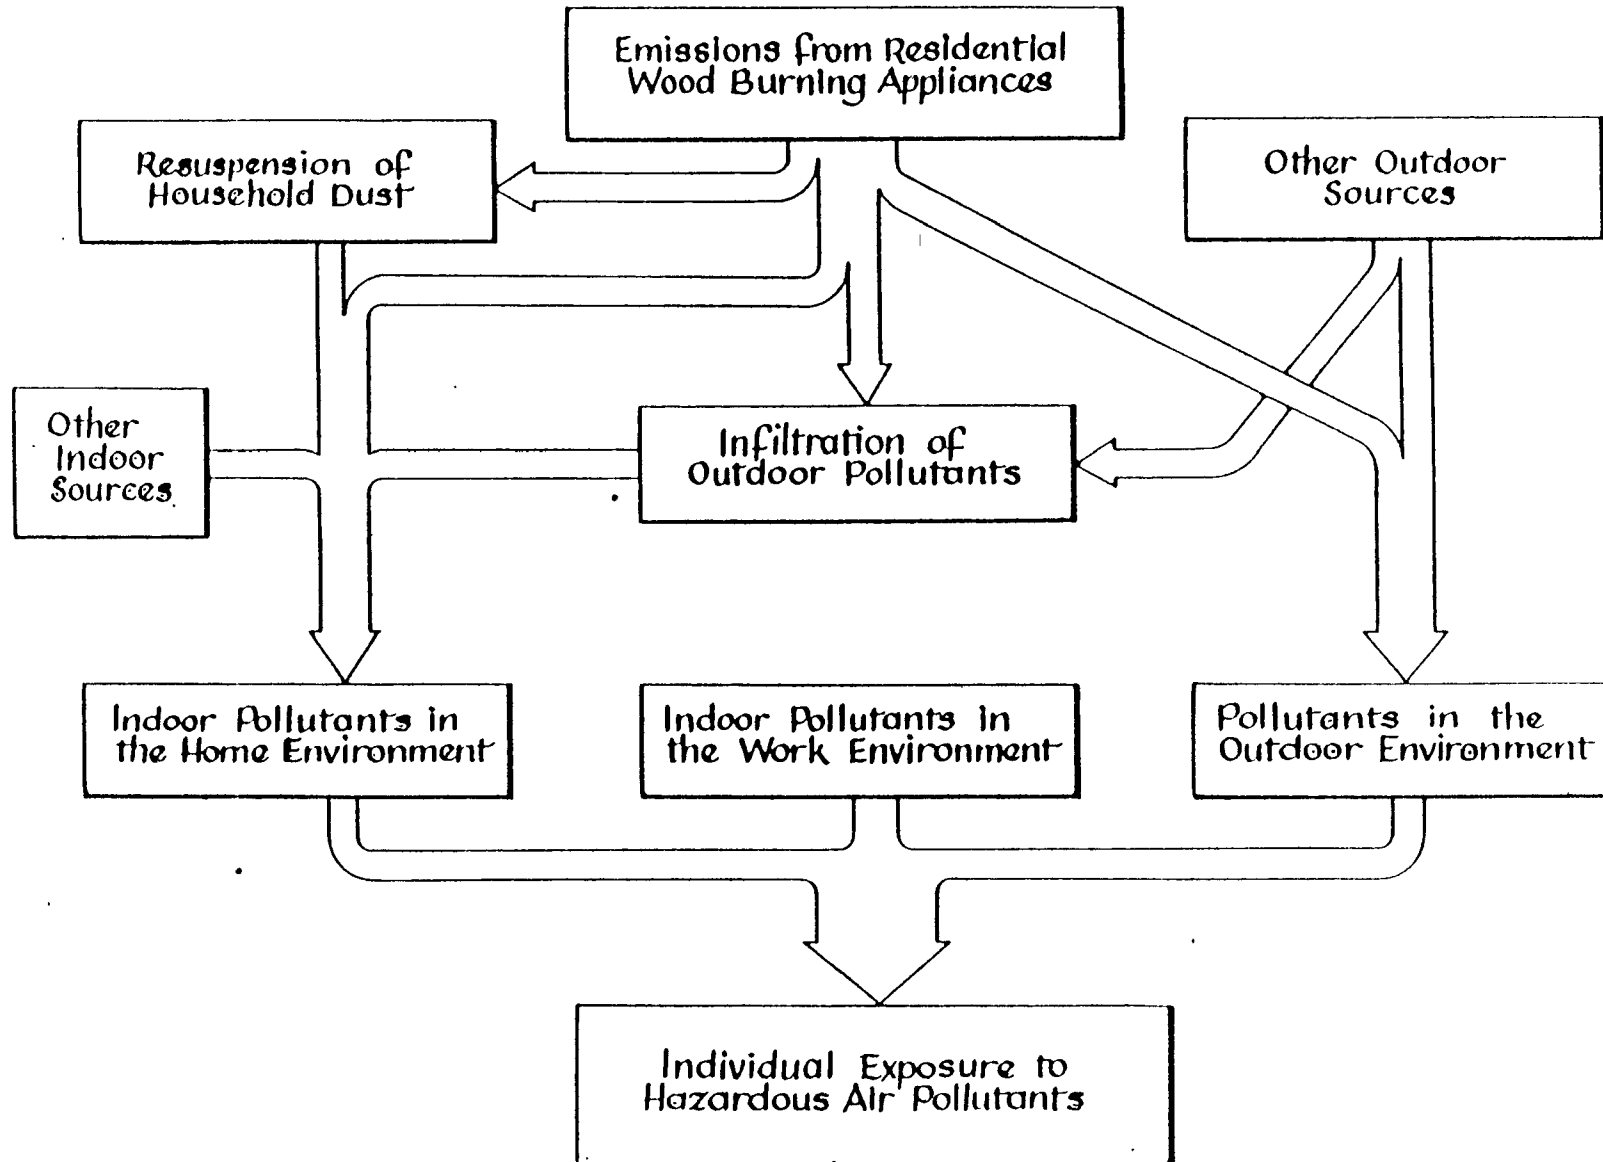 Emissions from Residential
Wood Burning Appliances
Resuspension of
Household Dust
Other Outdoor
Sources
Other
Indoor
Sources
Infiltration of
Outdoor Pollutants
Indoor Pollutants in
the Home Environment
Indoor Pollutants in
the Work Environment
Pollutants in the
Outdoor Environment
Individual Exposure to
Hazardous Air Pollutants